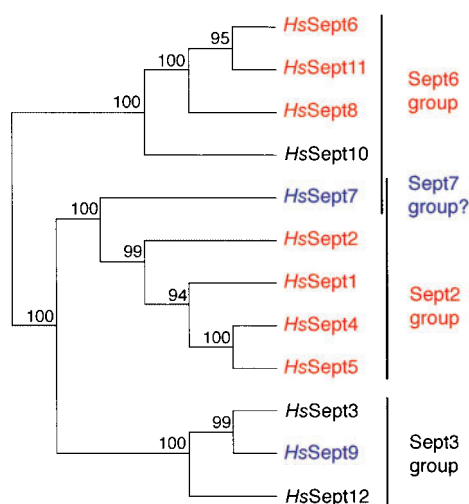 HsSept6
95
HsSept11
100
Sept6
group
HsSept8
100
HsSept10
HsSept7
Sept7
group?
100
HsSept2
99
HsSept1
94
Sept2
group
HsSept4
100
100
HsSept5
HsSept3
99
HsSept9
Sept3
group
100
HsSept12